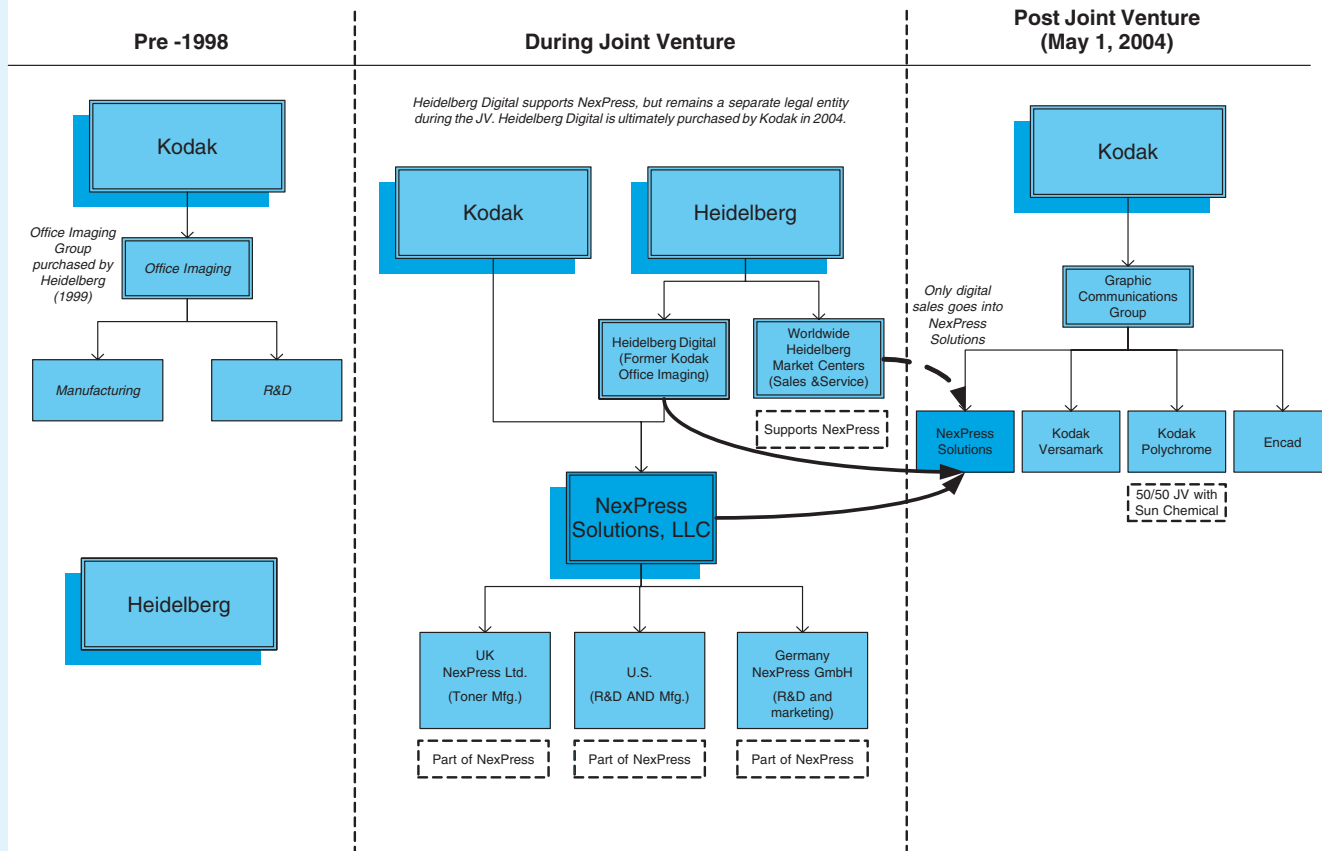 Pre -1998
During Joint Venture
Post Joint Venture
(May 1, 2004)
Kodak
Office Imaging
Group
purchased by
Heidelberg
(1999)
Office Imaging
Manufacturing
R&D
Heidelberg
Heidelberg Digital supports NexPress, but remains a separate legal entity
during the JV. Heidelberg Digital is ultimately purchased by Kodak in 2004.
Kodak
Heidelberg
Heidelberg Digital
(Former Kodak
Office Imaging)
Worldwide
Heidelberg
Market Centers
(Sales &Service)
Supports NexPress
NexPress
Solutions, LLC
UK
NexPress Ltd.
(Toner Mfg.)
U.S.
(R&D AND Mfg.)
Germany
NexPress GmbH
(R&D and
marketing)
Part of NexPress
Part of NexPress
Part of NexPress
Kodak
Graphic
Communications
Group
Only digital
sales goes into
NexPress
Solutions
NexPress
Solutions
Kodak
Versamark
Kodak
Polychrome
Encad
50/50 JV with
Sun Chemical